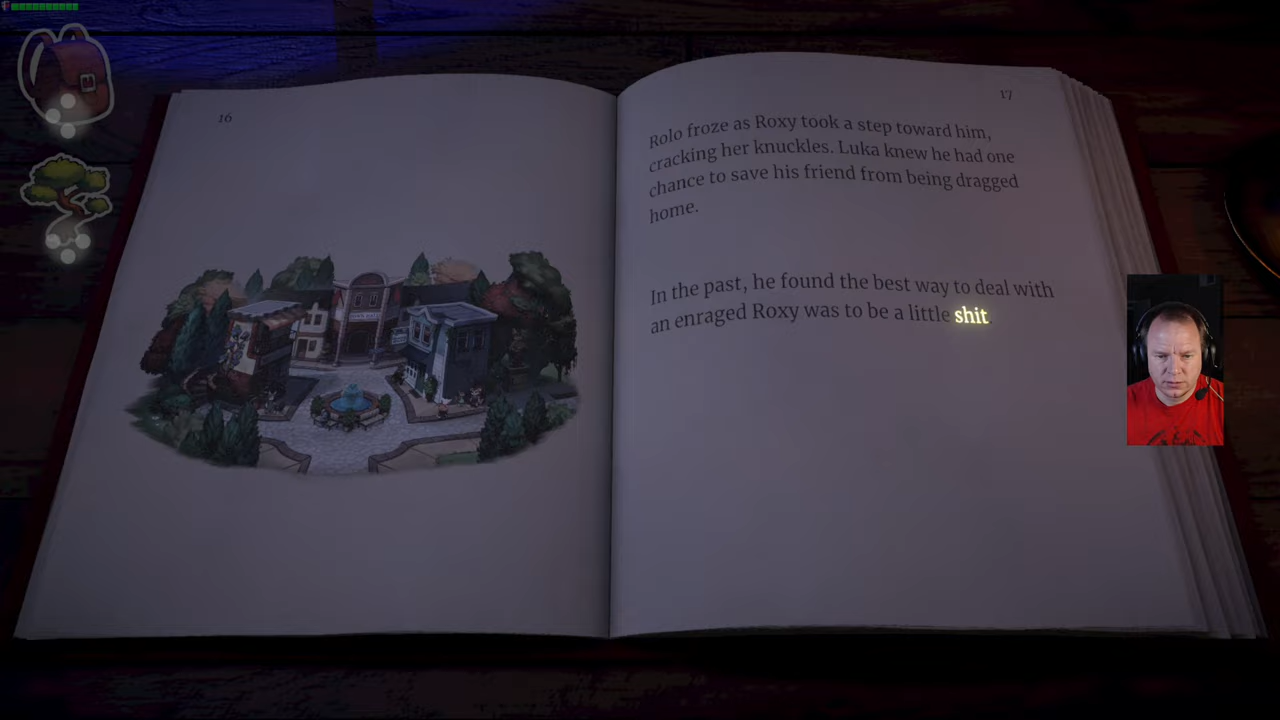 16
17
Rolo froze as Roxy took a step toward him,
cracking her knuckles. Luka knew he had one
chance to save his friend from being dragged
home.
In the past, he found the best way to deal with
an enraged Roxy was to be a little shit